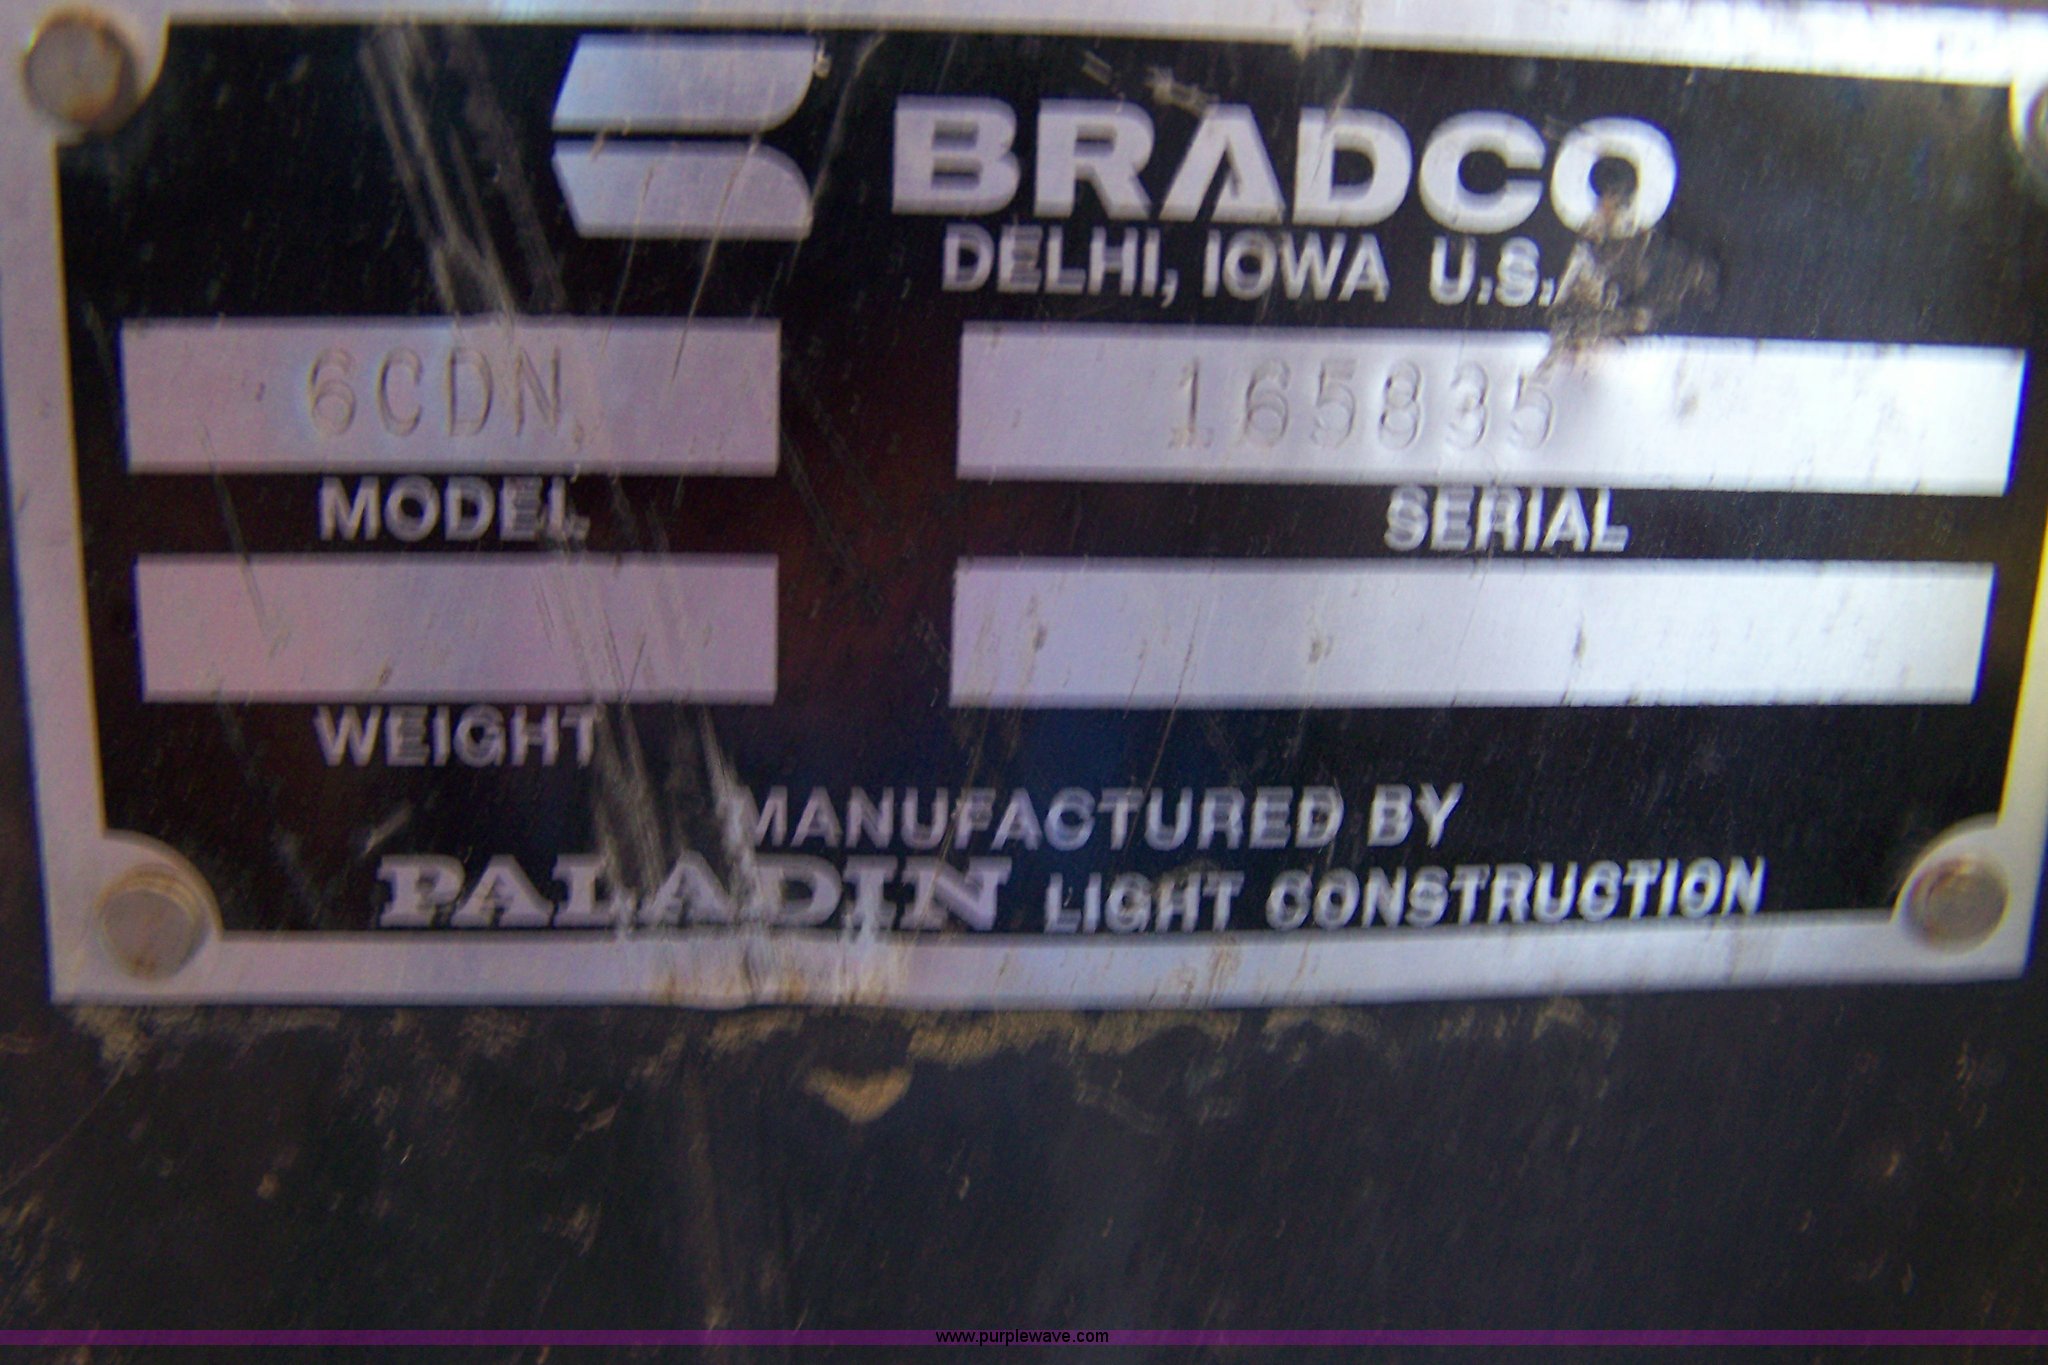 BRADCO
DELHI, IOWA U.S.A.
6CDN
165835
MODEL
SERIAL
WEIGHT
MANUFACTURED BY
PALADIN LIGHT CONSTRUCTION
www.purplewave.com